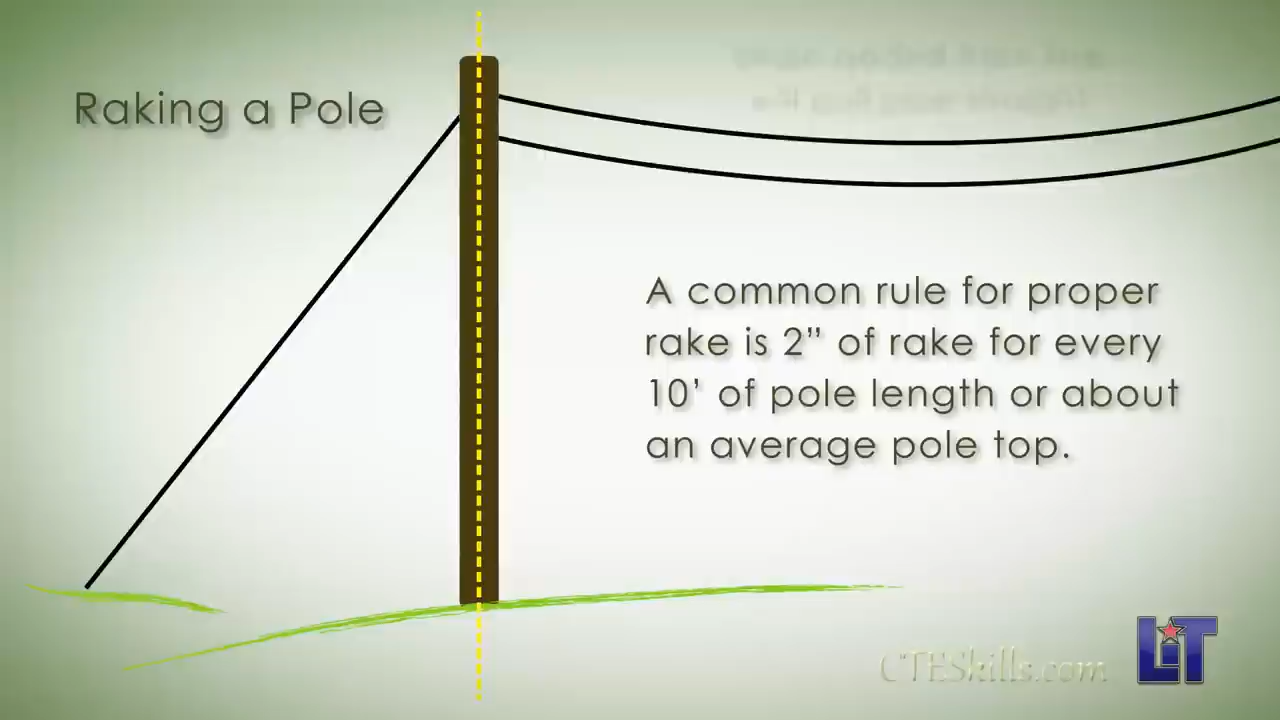 Raking a Pole
A common rule for proper
rake is 2” of rake for every
10’ of pole length or about
an average pole top.
CTESkills.com
LIT